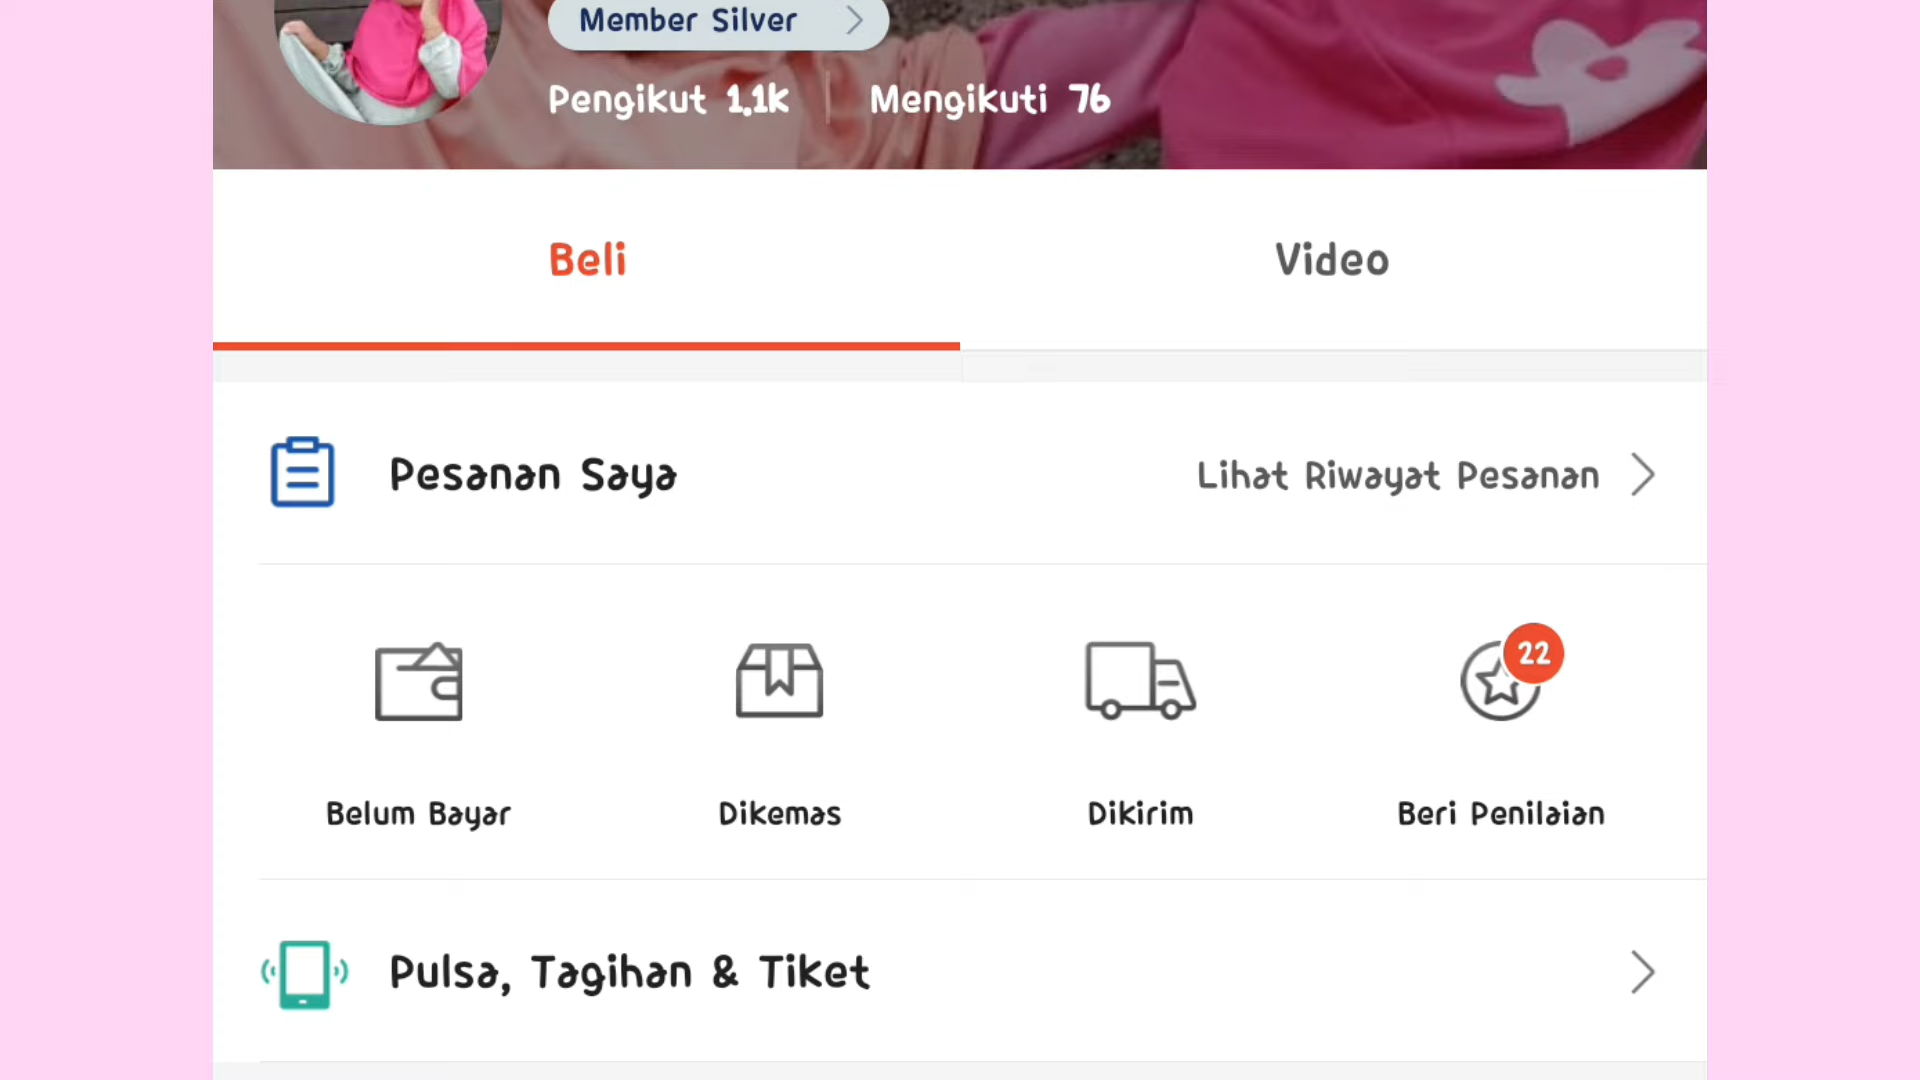 Member Silver
Pengikut 1,1k Mengikuti 76
Beli Video
Pesanan Saya Lihat Riwayat Pesanan
22
Belum Bayar Dikemas Dikirim Beri Penilaian
Pulsa, Tagihan & Tiket